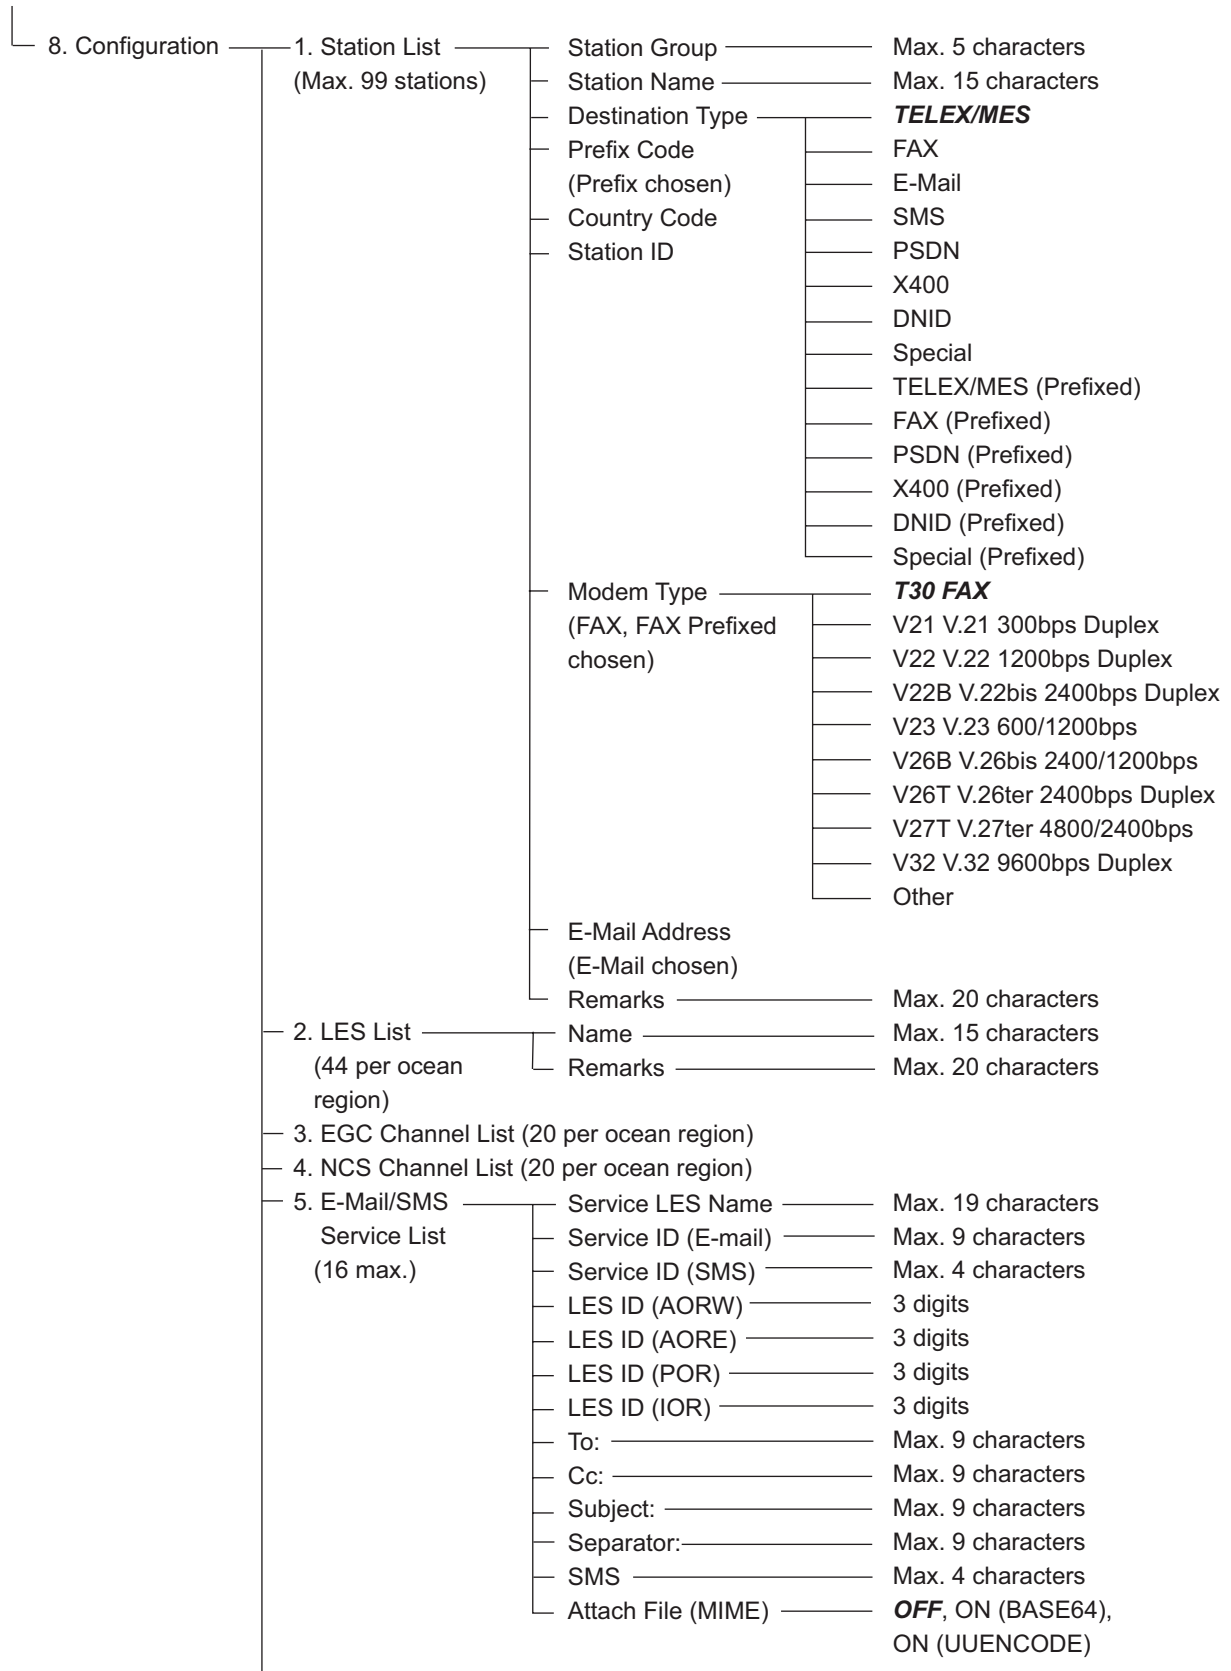 8. Configuration 1. Station List Station Group Max. 5 characters
(Max. 99 stations) Station Name Max. 15 characters
Destination Type TELEX/MES
Prefix Code FAX
(Prefix chosen) E-Mail
Country Code SMS
Station ID PSDN
X400
DNID
Special
TELEX/MES (Prefixed)
FAX (Prefixed)
PSDN (Prefixed)
X400 (Prefixed)
DNID (Prefixed)
Special (Prefixed)
Modem Type T30 FAX
(FAX, FAX Prefixed V21 V.21 300bps Duplex
chosen) V22 V.22 1200bps Duplex
V22B V.22bis 2400bps Duplex
V23 V.23 600/1200bps
V26B V.26bis 2400/1200bps
V26T V.26ter 2400bps Duplex
V27T V.27ter 4800/2400bps
V32 V.32 9600bps Duplex
Other
E-Mail Address
(E-Mail chosen)
Remarks Max. 20 characters
2. LES List Name Max. 15 characters
(44 per ocean Remarks Max. 20 characters
region)
3. EGC Channel List (20 per ocean region)
4. NCS Channel List (20 per ocean region)
5. E-Mail/SMS Service LES Name Max. 19 characters
Service List Service ID (E-mail) Max. 9 characters
(16 max.) Service ID (SMS) Max. 4 characters
LES ID (AORW) 3 digits
LES ID (AORE) 3 digits
LES ID (POR) 3 digits
LES ID (IOR) 3 digits
To: Max. 9 characters
Cc: Max. 9 characters
Subject: Max. 9 characters
Separator: Max. 9 characters
SMS Max. 4 characters
Attach File (MIME) OFF, ON (BASE64),
ON (UUENCODE)